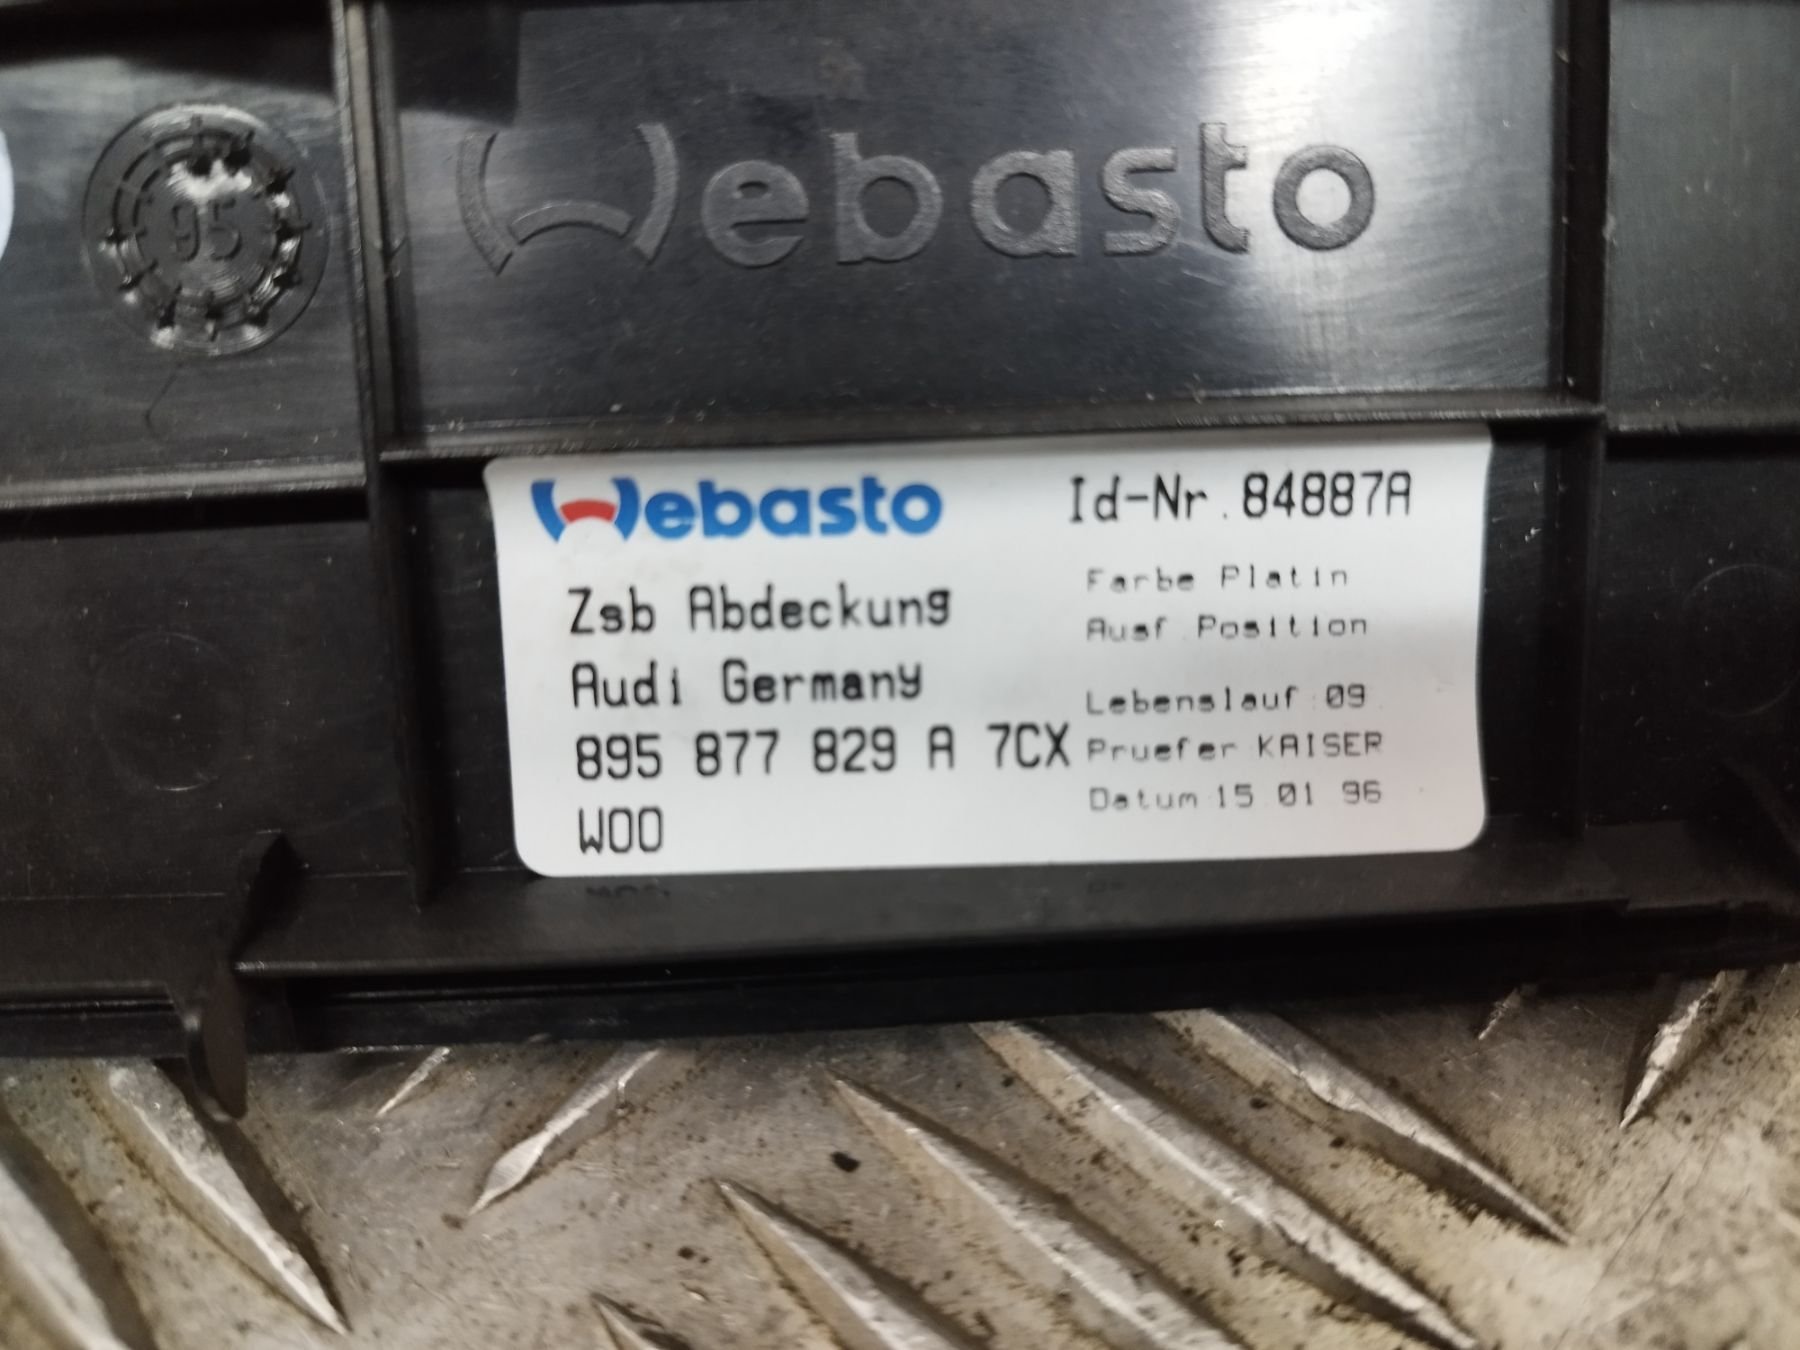 95
Webasto
Webasto
Id-Nr. 84887A
Zsb Abdeckung
Audi Germany
895 877 829 A 7CX
W00
Farbe Platin
Ausf. Position
Lebenslauf:09
Pruefer KAISER
Datum:15.01.96